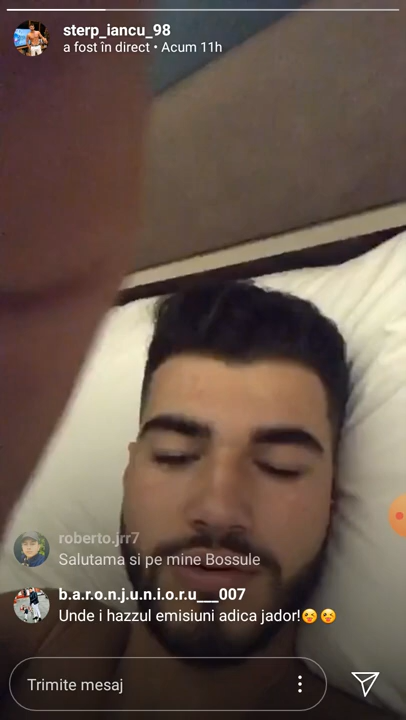 sterp_iancu_98
a fost în direct • Acum 11h
roberto.jrr7
Salutama si pe mine Bossule
b.a.r.o.n.j.u.n.i.o.r.u___007
Unde i hazzul emisiuni adica jador!😚😚
Trimite mesaj